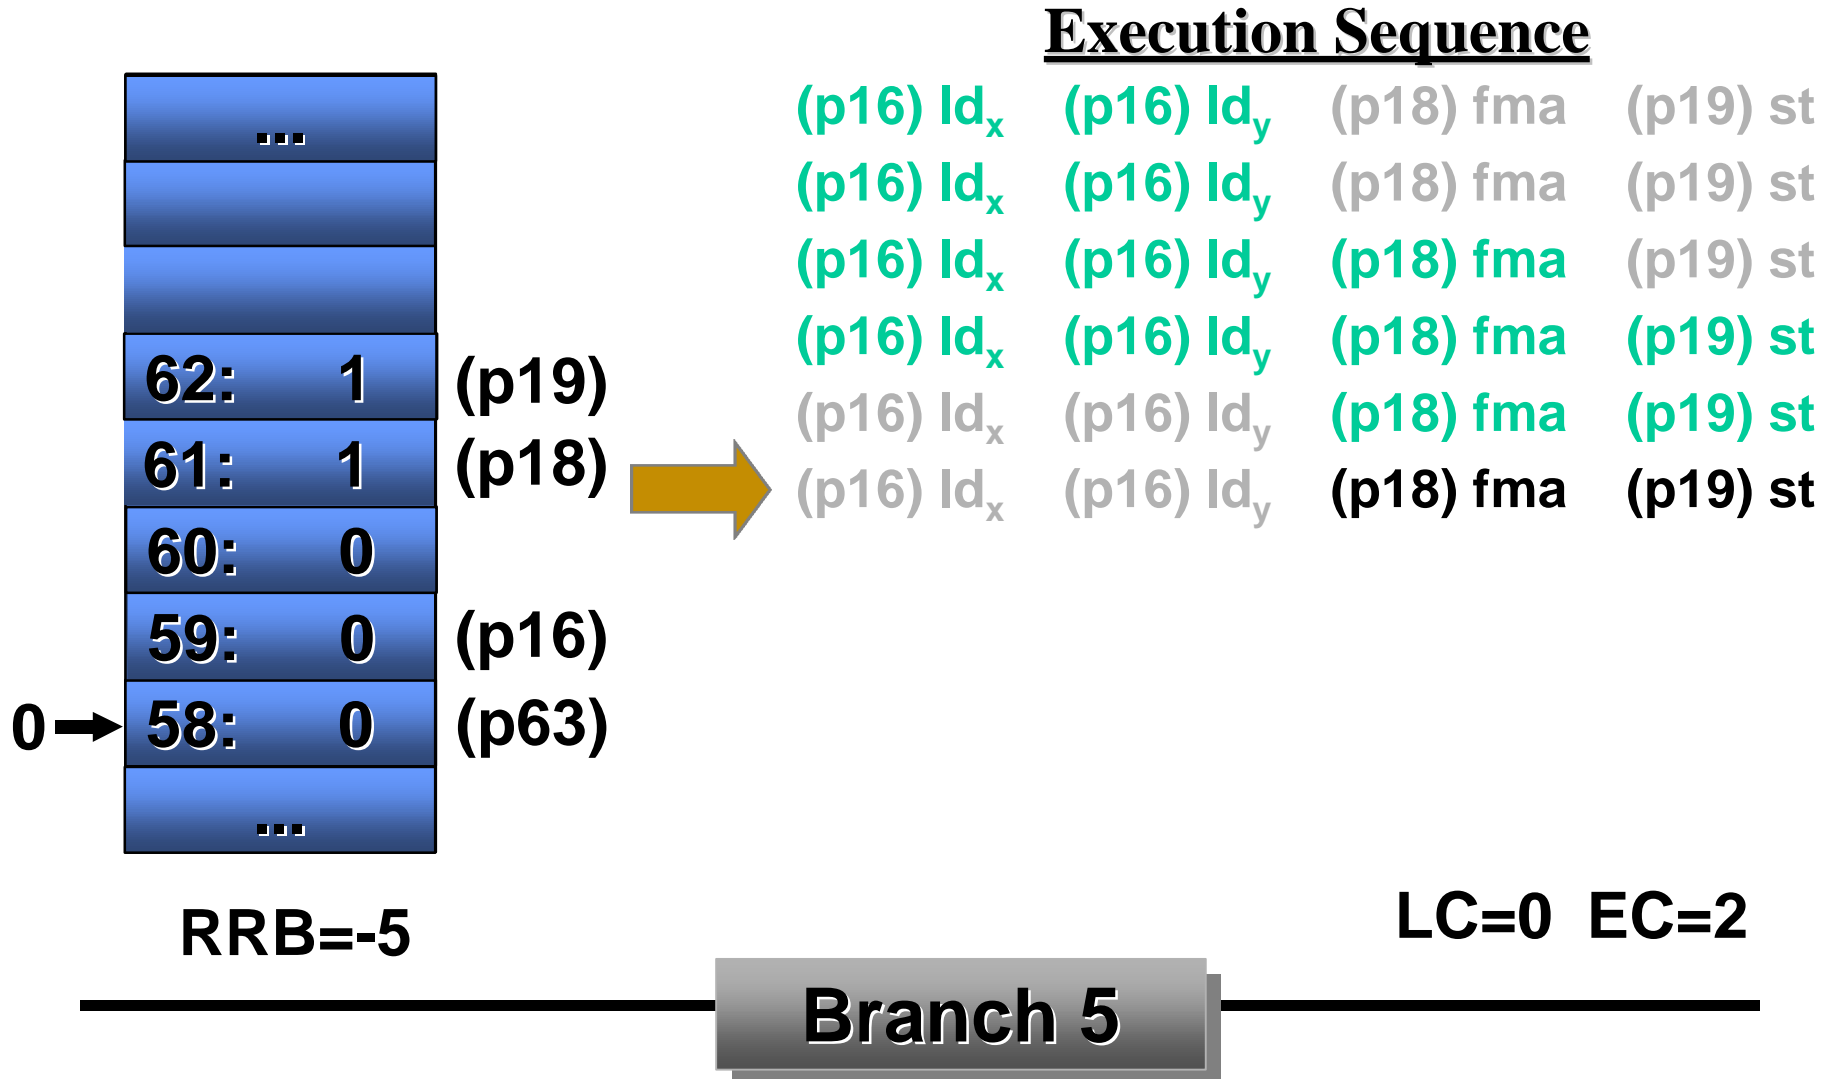 Execution Sequence
...
62: 1 (p19)
61: 1 (p18)
60: 0
59: 0 (p16)
0 58: 0 (p63)
...
RRB=-5
(p16) ldx (p16) ldy (p18) fma (p19) st
(p16) ldx (p16) ldy (p18) fma (p19) st
(p16) ldx (p16) ldy (p18) fma (p19) st
(p16) ldx (p16) ldy (p18) fma (p19) st
(p16) ldx (p16) ldy (p18) fma (p19) st
(p16) ldx (p16) ldy (p18) fma (p19) st
LC=0 EC=2
Branch 5